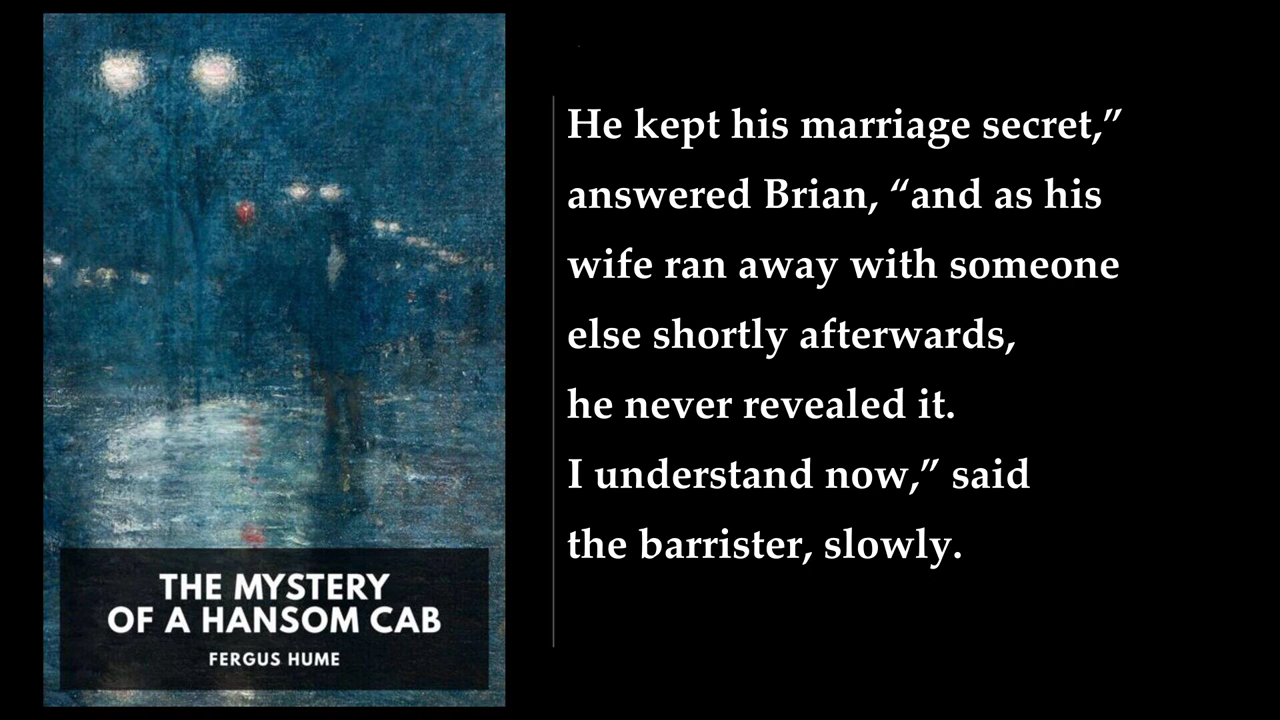 THE MYSTERY
OF A HANSOM CAB
FERGUS HUME
He kept his marriage secret,”
answered Brian, “and as his
wife ran away with someone
else shortly afterwards,
he never revealed it.
I understand now,” said
the barrister, slowly.